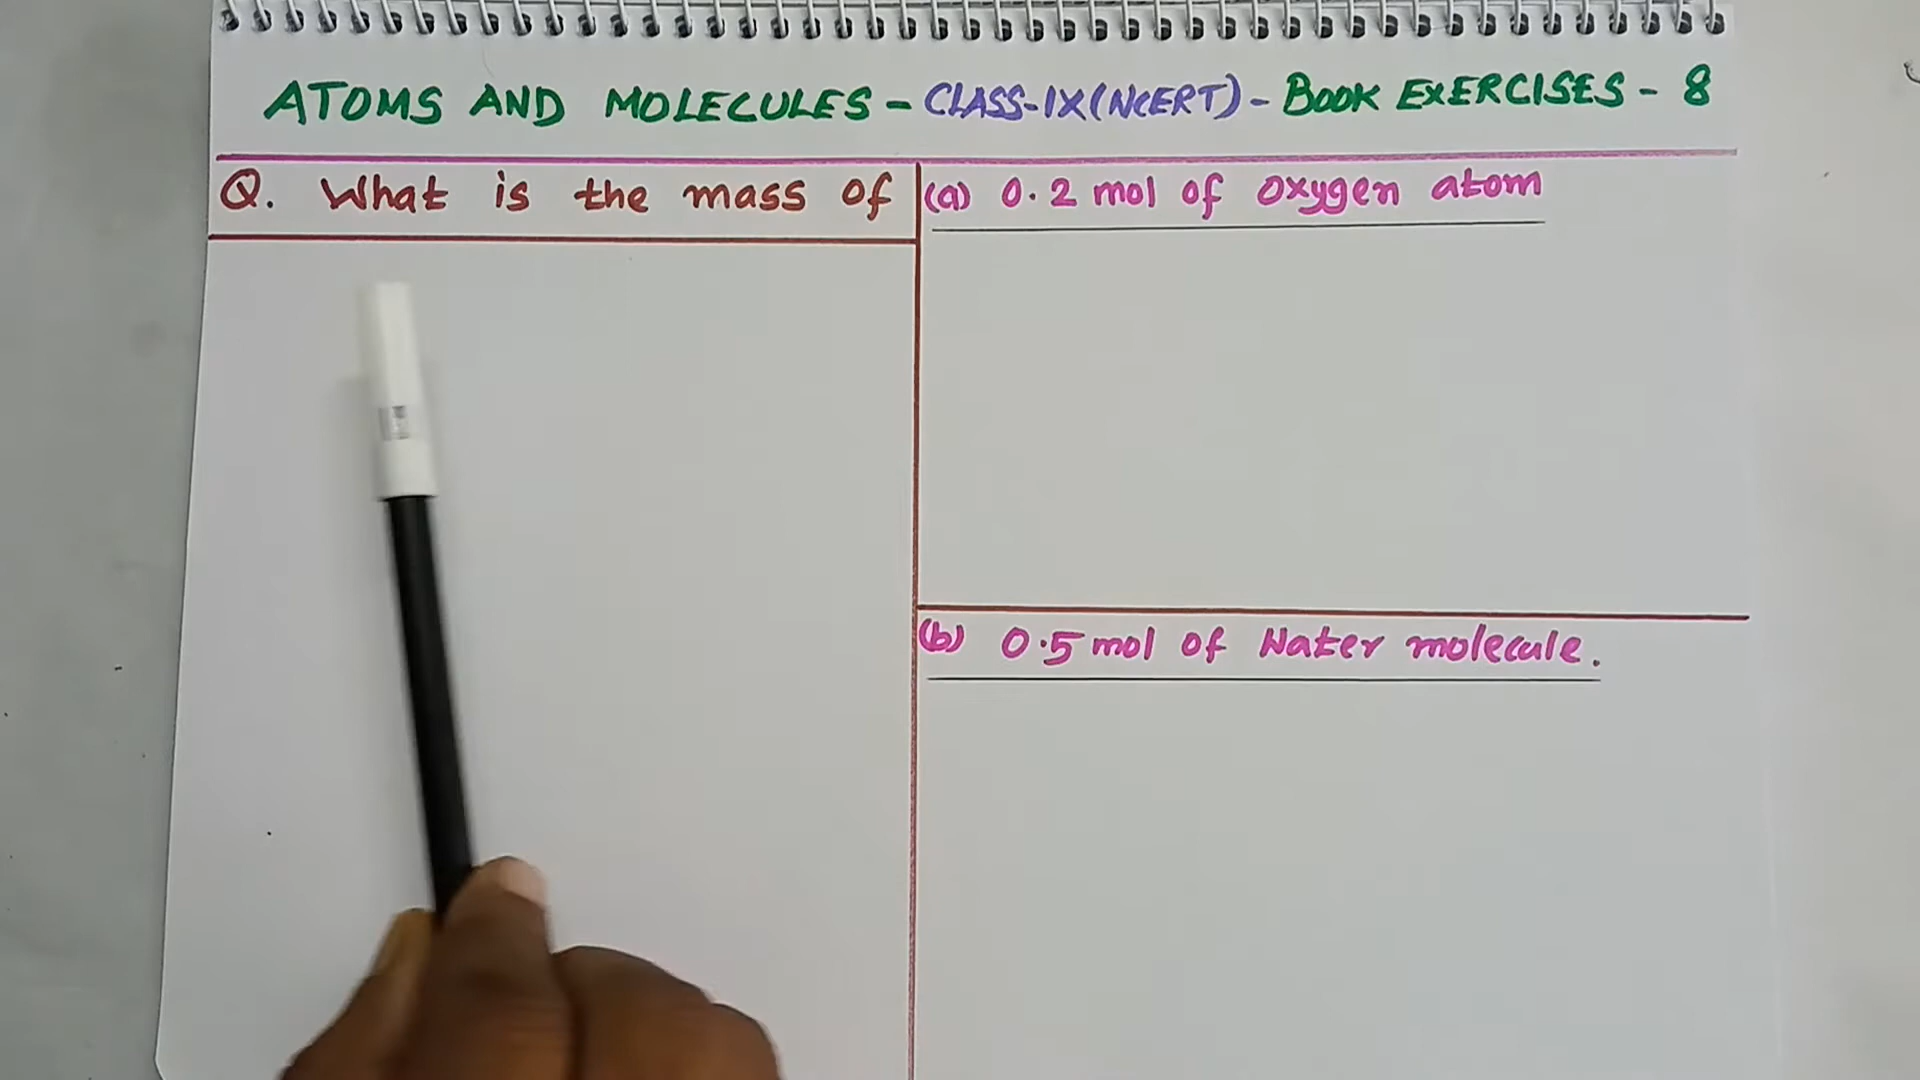 ATOMS AND MOLECULES - CLASS-IX(NCERT) - BOOK EXERCISES - 8
Q. What is the mass of
(a) 0.2 mol of Oxygen atom
(b) 0.5 mol of Water molecule.